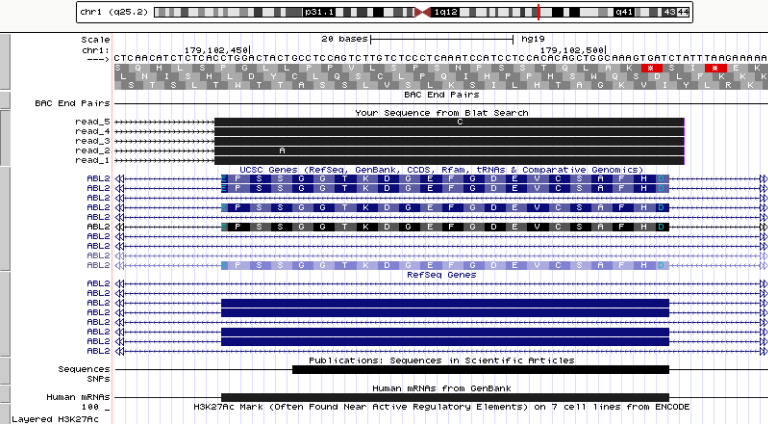 chr1 (q25.2) p31.1 1q12 q41 43 44
Scale 20 bases hg19
chr1: 179,102,450 179,102,500
---> CTCAACATCTCTCACCTGGACTACTGCCTCCAGTCTTGTCTCCCTCAAATCCATCCTCCACACAGCTGGCAAAGTGATCTATTTAAGAAAAA
BAC End Pairs
BAC End Pairs
Your Sequence from Blat Search
read_5 C
read_4
read_3
read_2 A
read_1
UCSC Genes (RefSeq, GenBank, CCDS, Rfam, tRNAs & Comparative Genomics)
ABL2 P S S G G T K D G E F G D E V C S A F H D
ABL2
ABL2
ABL2 P S S G G T K D G E F G D E V C S A F H D
ABL2
ABL2 P S S G G T K D G E F G D E V C S A F H D
ABL2
ABL2
ABL2
ABL2 P S S G G T K D G E F G D E V C S A F H D
RefSeq Genes
ABL2
ABL2
ABL2
ABL2
ABL2
ABL2
ABL2
ABL2
Publications: Sequences in Scientific Articles
Sequences
SNPs
Human mRNAs from GenBank
Human mRNAs
100 _ H3K27Ac Mark (Often Found Near Active Regulatory Elements) on 7 cell lines from ENCODE
Layered H3K27Ac